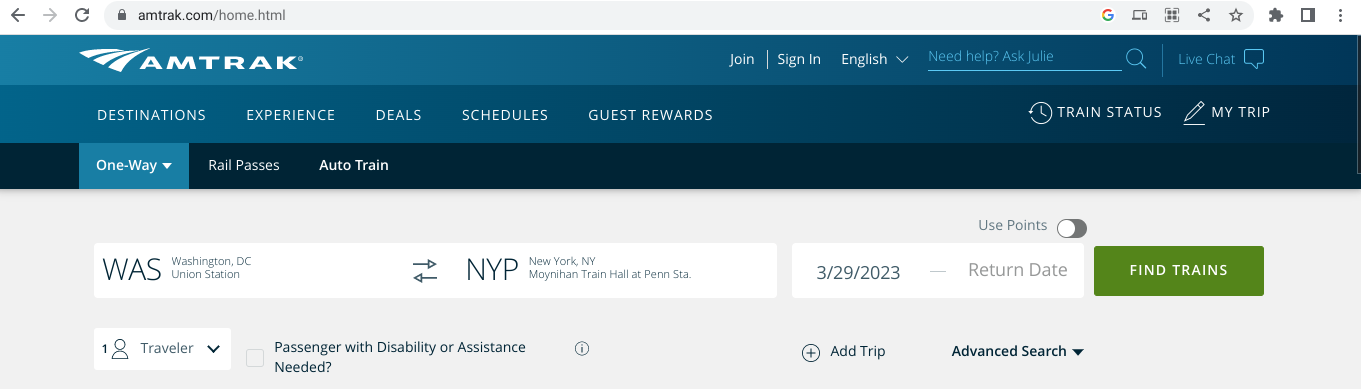 amtrak.com/home.html
AMTRAK®
Join Sign In English Need help? Ask Julie Live Chat
DESTINATIONS EXPERIENCE DEALS SCHEDULES GUEST REWARDS TRAIN STATUS MY TRIP
One-Way Rail Passes Auto Train
Use Points
WAS Washington, DC
Union Station
NYP New York, NY
Moynihan Train Hall at Penn Sta.
3/29/2023 — Return Date
FIND TRAINS
1 Traveler
Passenger with Disability or Assistance
Needed?
Add Trip
Advanced Search